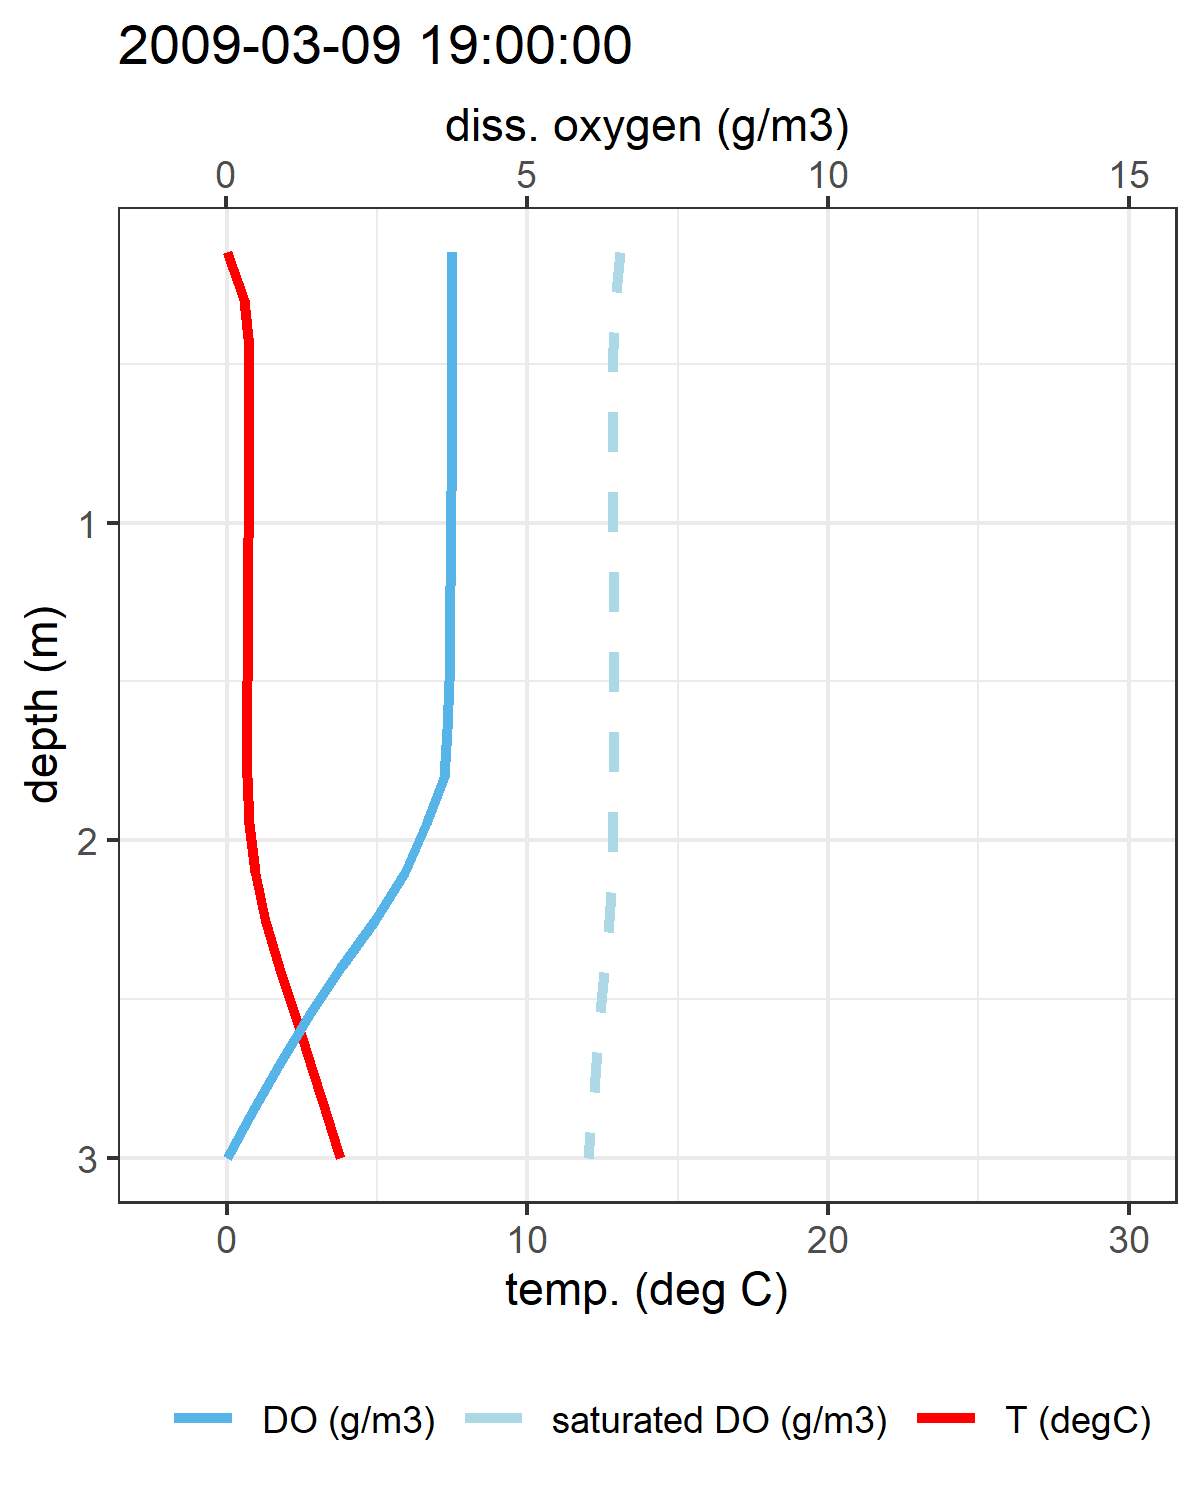 2009-03-09 19:00:00
diss. oxygen (g/m3)
0 5 10 15
depth (m)
1
2
3
0 10 20 30
temp. (deg C)
DO (g/m3) saturated DO (g/m3) T (degC)